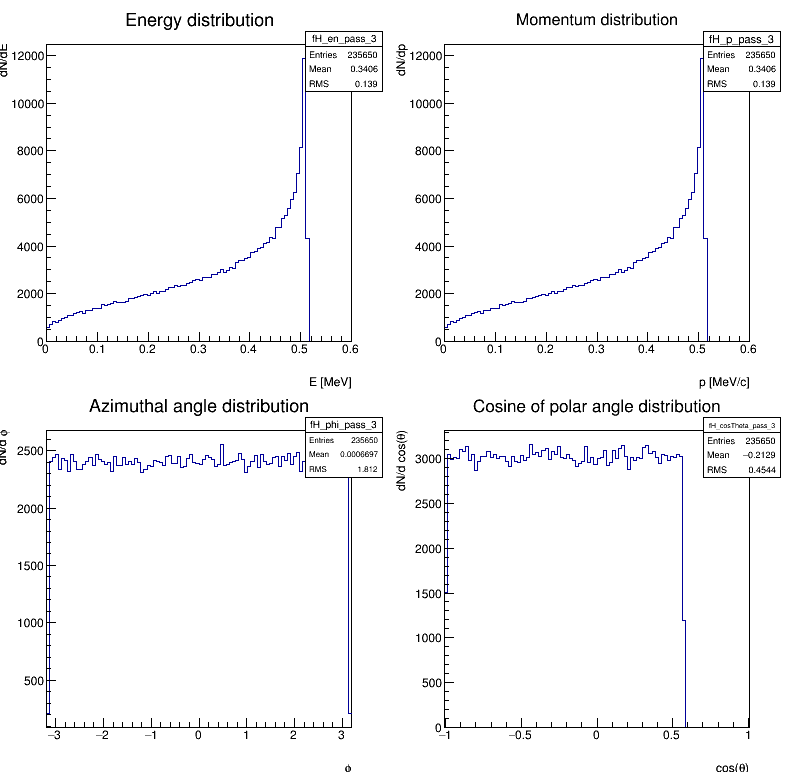 Energy distribution
dN/dE
fH_en_pass_3
Entries 235650
Mean 0.3406
RMS 0.139
12000
10000
8000
6000
4000
2000
0
0 0.1 0.2 0.3 0.4 0.5 0.6
E [MeV]
Momentum distribution
dN/dp
fH_p_pass_3
Entries 235650
Mean 0.3406
RMS 0.139
12000
10000
8000
6000
4000
2000
0
0 0.1 0.2 0.3 0.4 0.5 0.6
p [MeV/c]
Azimuthal angle distribution
dN/d ϕ
fH_phi_pass_3
Entries 235650
Mean 0.0006697
RMS 1.812
2500
2000
1500
1000
500
−3 −2 −1 0 1 2 3
ϕ
Cosine of polar angle distribution
dN/d cos(θ)
fH_cosTheta_pass_3
Entries 235650
Mean −0.2129
RMS 0.4544
3000
2500
2000
1500
1000
500
0
−1 −0.5 0 0.5 1
cos(θ)